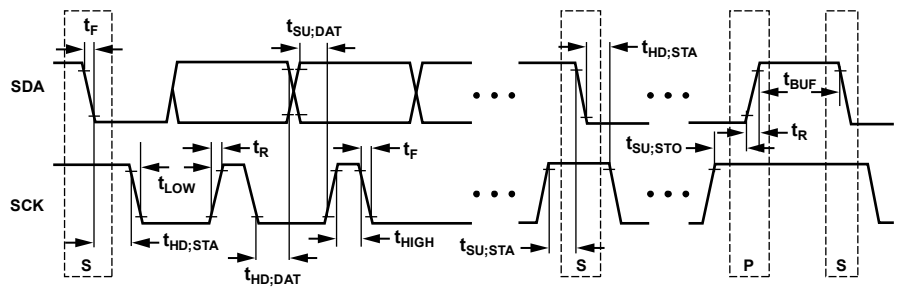 tF
tSU;DAT
tHD;STA
SDA
• • •
• • •
tBUF
tR
tF
tSU;STO
tR
tLOW
SCK
• • •
• • •
tHD;STA
tHIGH
tSU;STA
tHD;DAT
S
S
P
S